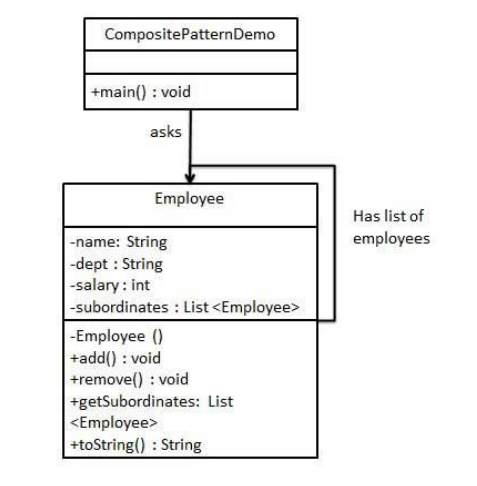 CompositePatternDemo
+main() : void
asks
Employee
-name: String
-dept : String
-salary : int
-subordinates : List <Employee>
Has list of
employees
-Employee ()
+add() : void
+remove() : void
+getSubordinates: List
<Employee>
+toString() : String